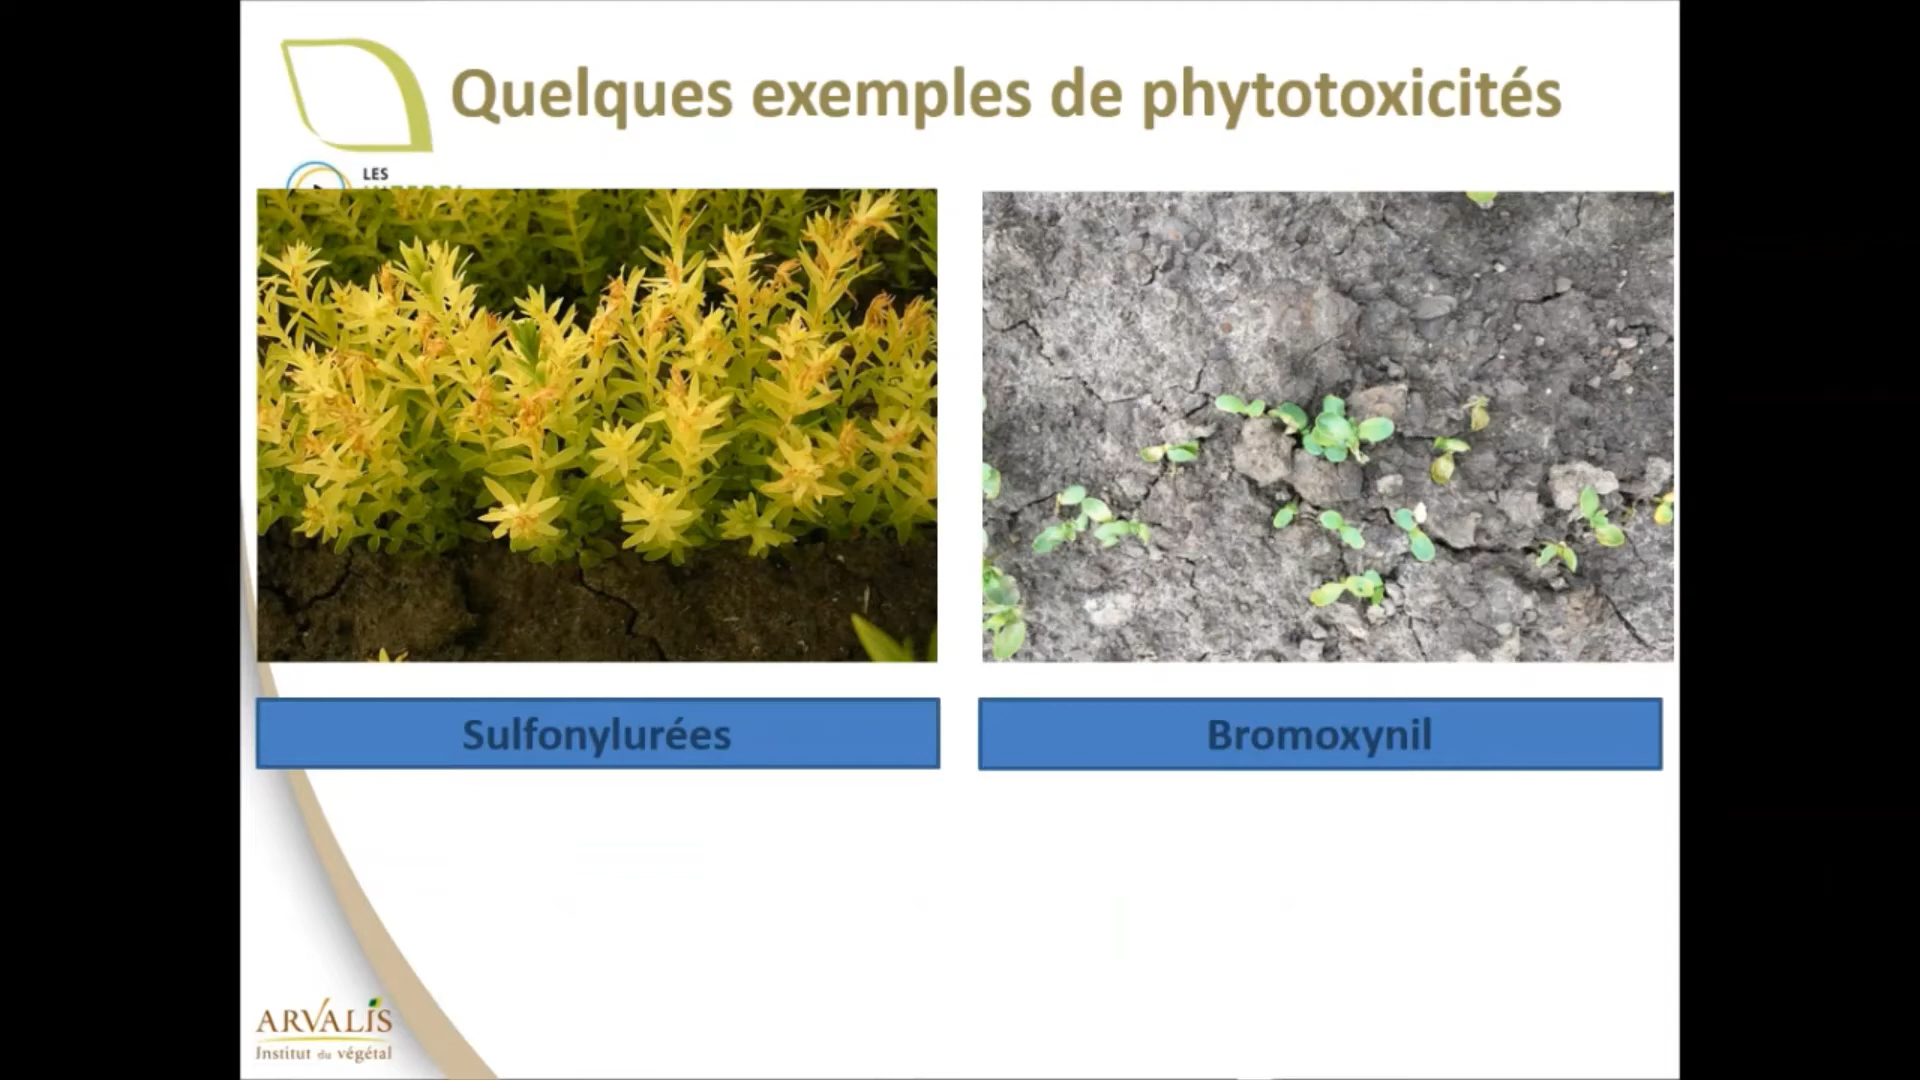 Quelques exemples de phytotoxicités
LES
Sulfonylurées
Bromoxynil
ARVALIS
Institut du végétal